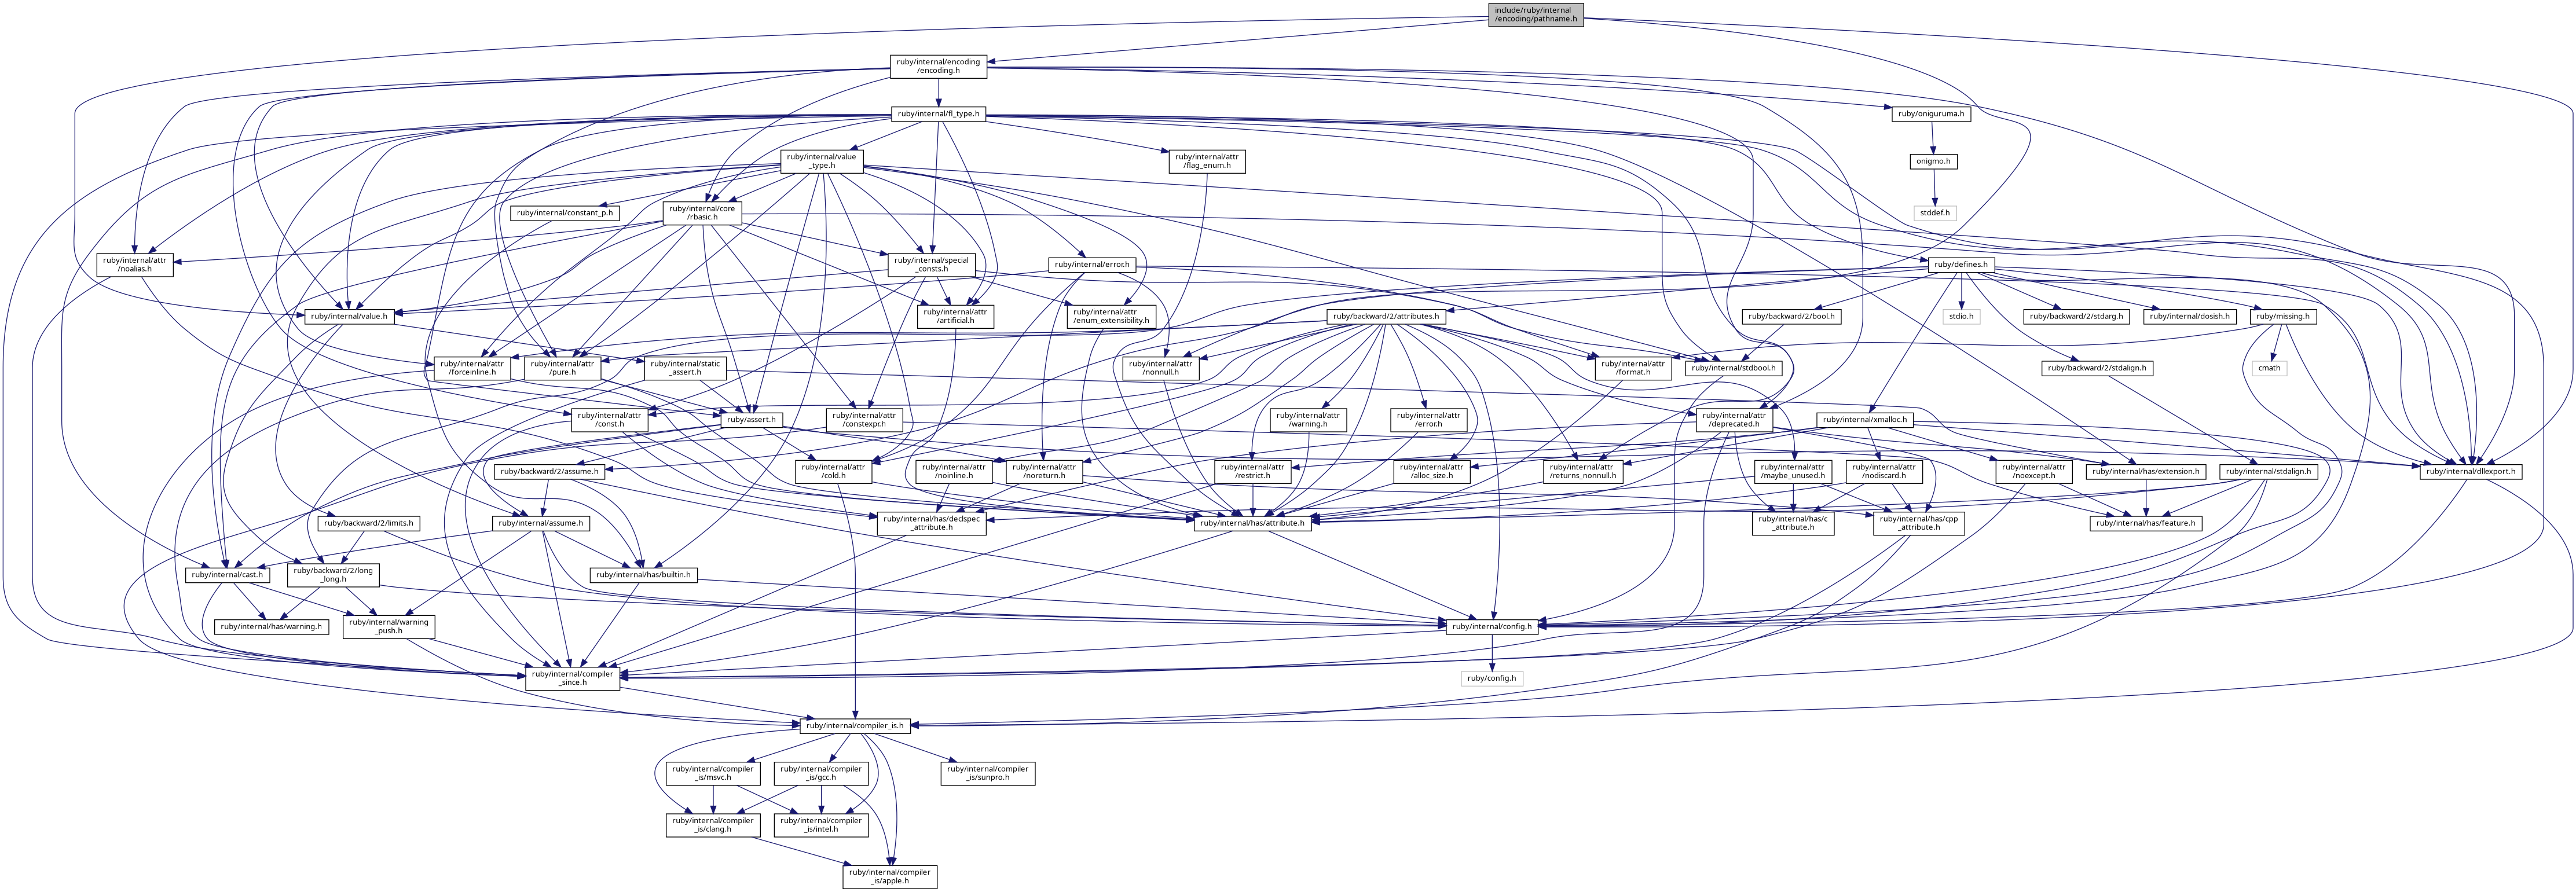 include/ruby/internal
/encoding/pathname.h
ruby/internal/encoding
/encoding.h
ruby/internal/fl_type.h
ruby/oniguruma.h
ruby/internal/value
_type.h
ruby/internal/attr
/flag_enum.h
onigmo.h
ruby/internal/constant_p.h
ruby/internal/core
/rbasic.h
stddef.h
ruby/internal/attr
/noalias.h
ruby/internal/special
_consts.h
ruby/internal/error.h
ruby/defines.h
ruby/internal/value.h
ruby/internal/attr
/artificial.h
ruby/internal/attr
/enum_extensibility.h
ruby/backward/2/attributes.h
ruby/backward/2/bool.h
stdio.h
ruby/backward/2/stdarg.h
ruby/internal/dosish.h
ruby/missing.h
ruby/internal/attr
/forceinline.h
ruby/internal/attr
/pure.h
ruby/internal/static
_assert.h
ruby/internal/attr
/nonnull.h
ruby/internal/attr
/format.h
ruby/internal/stdbool.h
ruby/backward/2/stdalign.h
cmath
ruby/internal/attr
/const.h
ruby/assert.h
ruby/internal/attr
/constexpr.h
ruby/internal/attr
/warning.h
ruby/internal/attr
/error.h
ruby/internal/attr
/deprecated.h
ruby/internal/xmalloc.h
ruby/backward/2/assume.h
ruby/internal/attr
/cold.h
ruby/internal/attr
/noinline.h
ruby/internal/attr
/noreturn.h
ruby/internal/attr
/restrict.h
ruby/internal/attr
/alloc_size.h
ruby/internal/attr
/returns_nonnull.h
ruby/internal/attr
/maybe_unused.h
ruby/internal/attr
/nodiscard.h
ruby/internal/attr
/noexcept.h
ruby/internal/has/extension.h
ruby/internal/stdalign.h
ruby/internal/dllexport.h
ruby/backward/2/limits.h
ruby/internal/assume.h
ruby/internal/has/declspec
_attribute.h
ruby/internal/has/attribute.h
ruby/internal/has/c
_attribute.h
ruby/internal/has/cpp
_attribute.h
ruby/internal/has/feature.h
ruby/internal/cast.h
ruby/backward/2/long
_long.h
ruby/internal/has/builtin.h
ruby/internal/has/warning.h
ruby/internal/warning
_push.h
ruby/internal/config.h
ruby/internal/compiler
_since.h
ruby/config.h
ruby/internal/compiler_is.h
ruby/internal/compiler
_is/msvc.h
ruby/internal/compiler
_is/gcc.h
ruby/internal/compiler
_is/sunpro.h
ruby/internal/compiler
_is/clang.h
ruby/internal/compiler
_is/intel.h
ruby/internal/compiler
_is/apple.h